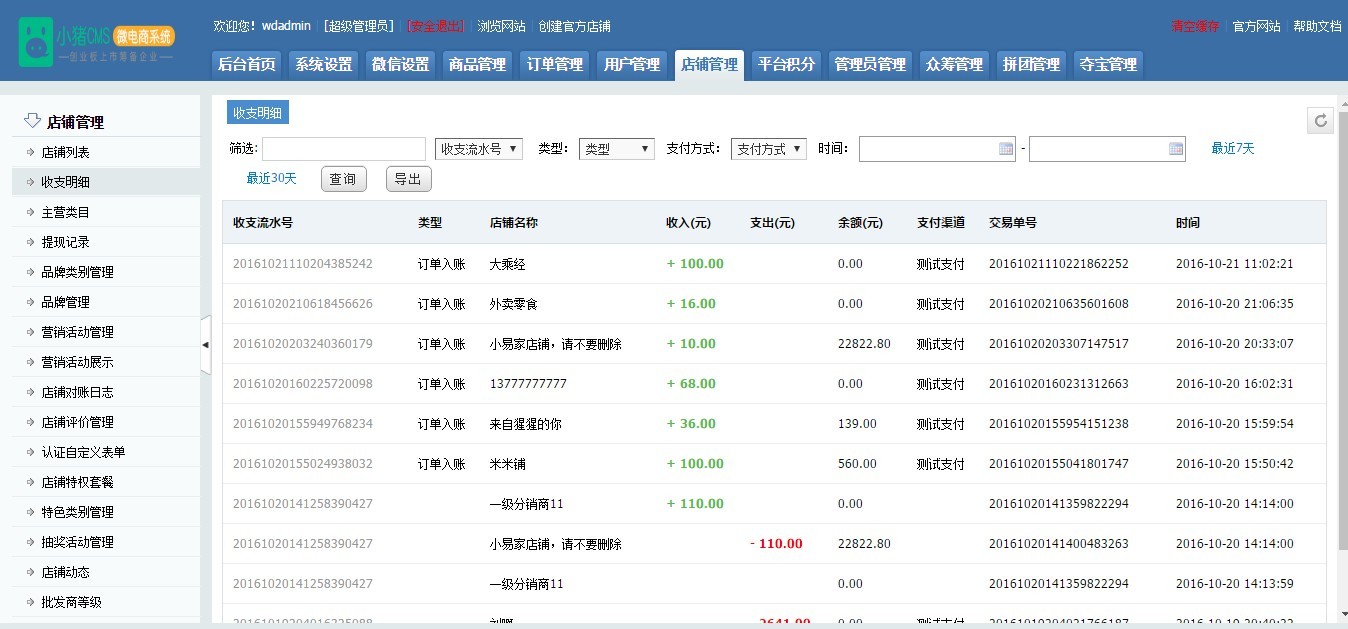 小猪CMS 微电商系统
—创业板上市筹备企业—
欢迎您！wdadmin [超级管理员] [安全退出] 浏览网站 创建官方店铺 清空缓存 官方网站 帮助文档
后台首页 系统设置 微信设置 商品管理 订单管理 用户管理 店铺管理 平台积分 管理员管理 众筹管理 拼团管理 夺宝管理
店铺管理
店铺列表
收支明细
主营类目
提现记录
品牌类别管理
品牌管理
营销活动管理
营销活动展示
店铺对账日志
店铺评价管理
认证自定义表单
店铺特权套餐
特色类别管理
抽奖活动管理
店铺动态
批发商等级
收支明细
筛选: 收支流水号 类型: 类型 支付方式: 支付方式 时间: - 最近7天
最近30天 查询 导出
收支流水号 类型 店铺名称 收入(元) 支出(元) 余额(元) 支付渠道 交易单号 时间
20161021110204385242 订单入账 大乘经 + 100.00 0.00 测试支付 20161021110221862252 2016-10-21 11:02:21
20161020210618456626 订单入账 外卖零食 + 16.00 0.00 测试支付 20161020210635601608 2016-10-20 21:06:35
20161020203240360179 订单入账 小易家店铺，请不要删除 + 10.00 22822.80 测试支付 20161020203307147517 2016-10-20 20:33:07
20161020160225720098 订单入账 13777777777 + 68.00 0.00 测试支付 20161020160231312663 2016-10-20 16:02:31
20161020155949768234 订单入账 来自猩猩的你 + 36.00 139.00 测试支付 20161020155954151238 2016-10-20 15:59:54
20161020155024938032 订单入账 米米铺 + 100.00 560.00 测试支付 20161020155041801747 2016-10-20 15:50:42
20161020141258390427 一级分销商11 + 110.00 0.00 20161020141359822294 2016-10-20 14:14:00
20161020141258390427 小易家店铺，请不要删除 - 110.00 22822.80 20161020141400483263 2016-10-20 14:14:00
20161020141258390427 一级分销商11 0.00 20161020141359822294 2016-10-20 14:13:59